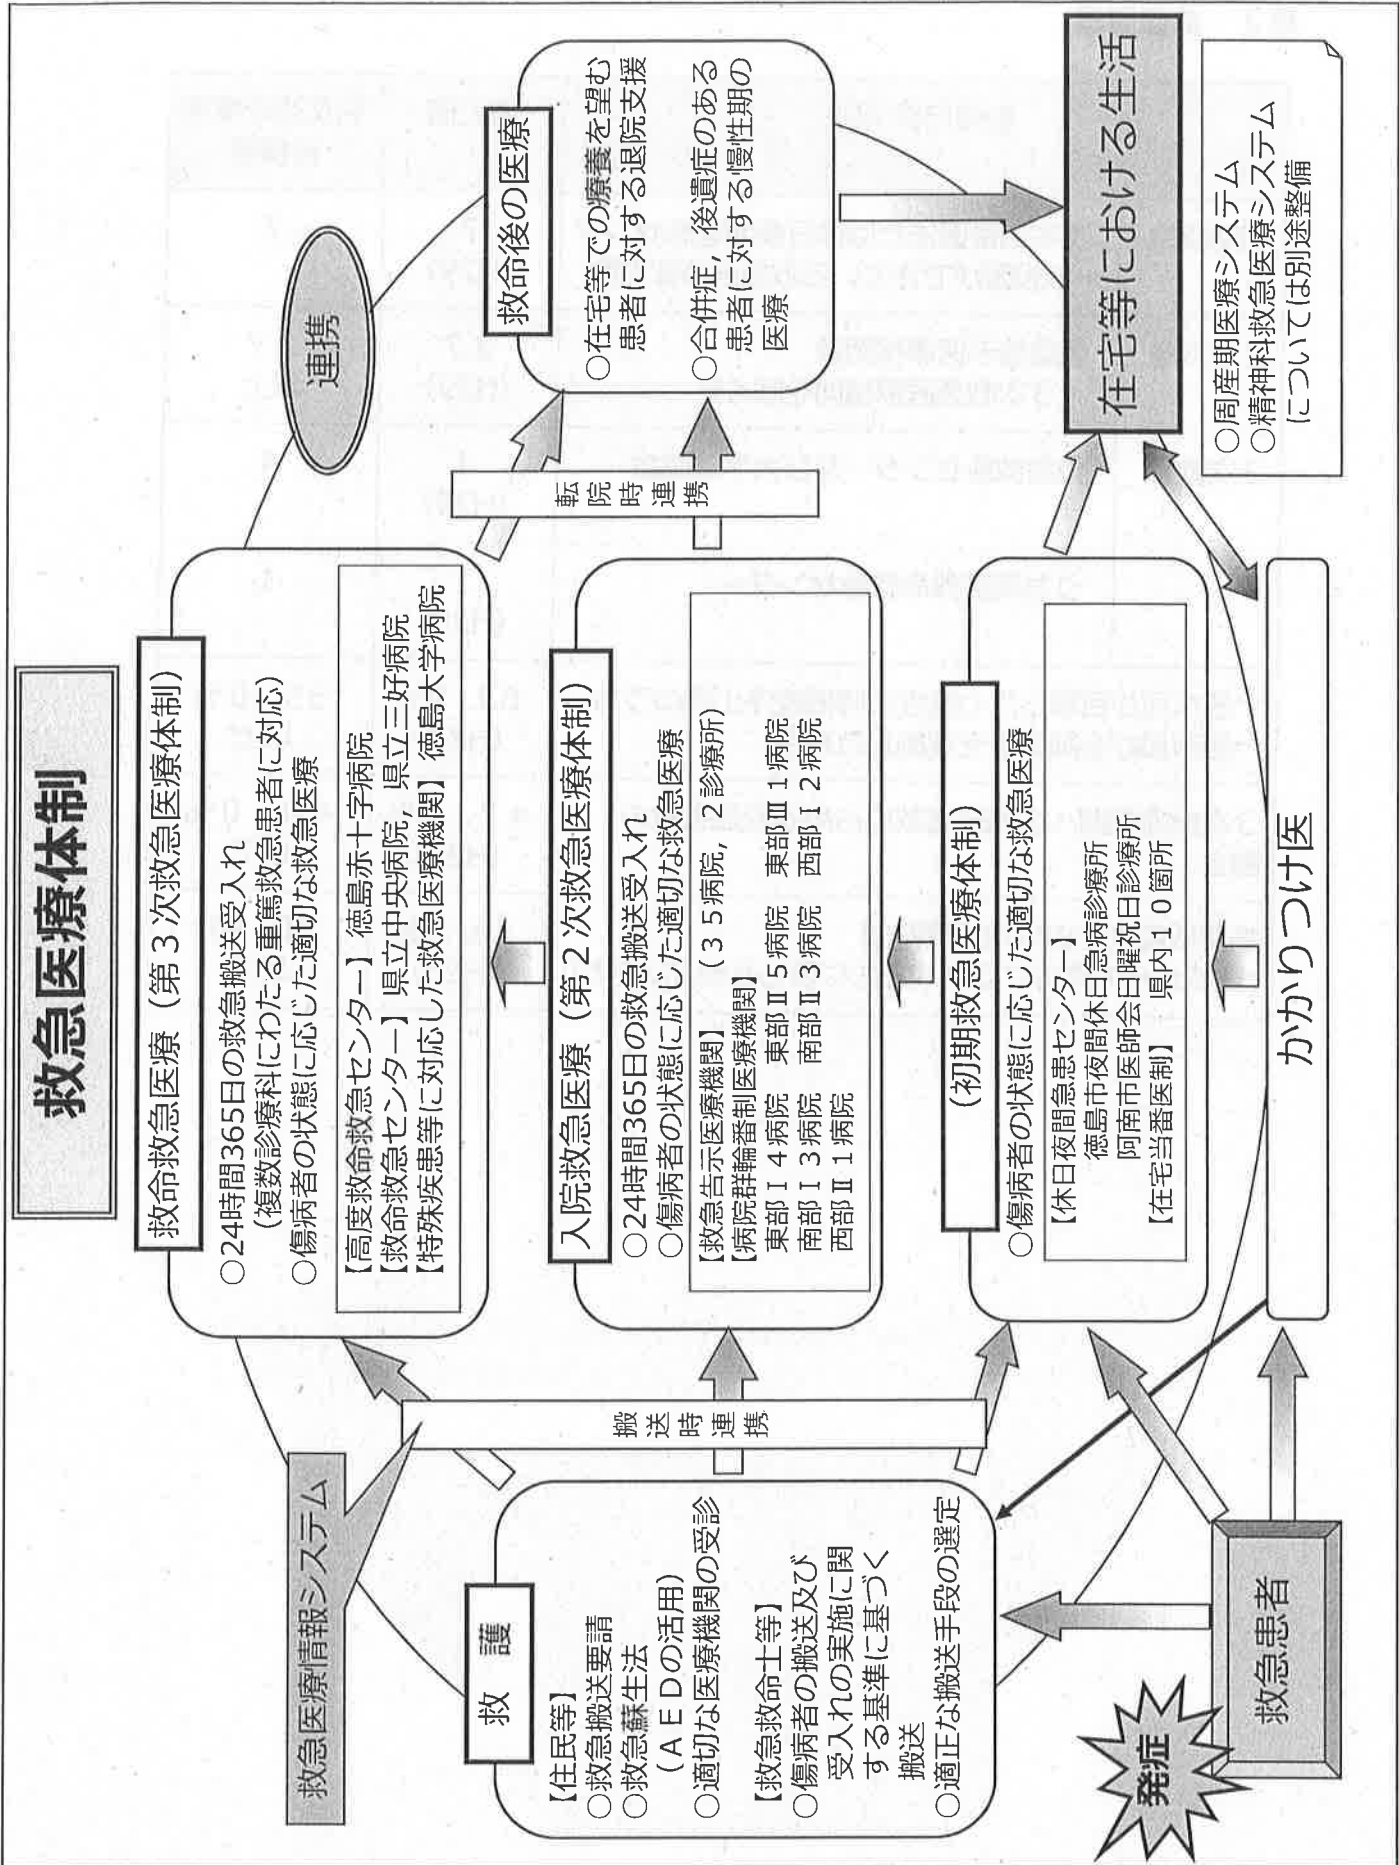 救急医療体制
救急医療情報システム
連携
救命救急医療（第３次救急医療体制）
○24時間365日の救急搬送受入れ
（複数診療科にわたる重篤救急患者に対応）
○傷病者の状態に応じた適切な救急医療
【高度救命救急センター】徳島赤十字病院
【救命救急センター】県立中央病院，県立三好病院
【特殊疾患等に対応した救急医療機関】徳島大学病院
救　護
【住民等】
○救急搬送要請
○救急蘇生法
（ＡＥＤの活用）
○適切な医療機関の受診
【救急救命士等】
○傷病者の搬送及び
受入れの実施に関
する基準に基づく
搬送
○適正な搬送手段の選定
搬送時連携
入院救急医療（第２次救急医療体制）
○24時間365日の救急搬送受入れ
○傷病者の状態に応じた適切な救急医療
【救急告示医療機関】（３５病院，２診療所）
【病院群輪番制医療機関】
東部Ⅰ４病院　東部Ⅱ５病院　東部Ⅲ１病院
南部Ⅰ３病院　南部Ⅱ３病院　西部Ⅰ２病院
西部Ⅱ１病院
転院時連携
救命後の医療
○在宅等での療養を望む
患者に対する退院支援
○合併症，後遺症のある
患者に対する慢性期の
医療
（初期救急医療体制）
○傷病者の状態に応じた適切な救急医療
【休日夜間急患センター】
徳島市夜間休日急病診療所
阿南市医師会日曜祝日診療所
【在宅当番医制】　県内１０箇所
在宅等における生活
発症
救急患者
かかりつけ医
○周産期医療システム
○精神科救急医療システム
については別途整備